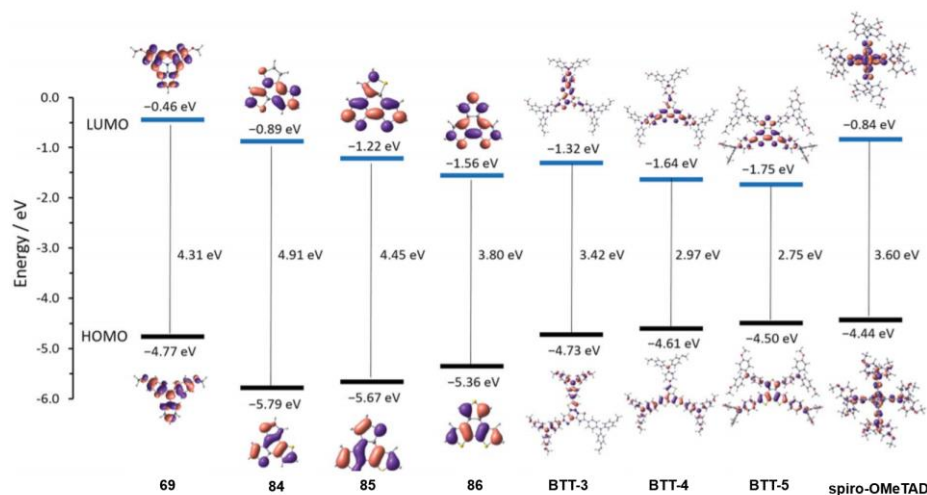 −0.46 eV
−0.89 eV
−1.22 eV
−1.56 eV
−1.32 eV
−1.64 eV
−1.75 eV
−0.84 eV
0.0
LUMO
-1.0
-2.0
-3.0
-4.0
HOMO
-5.0
-6.0
Energy / eV
4.31 eV
4.91 eV
4.45 eV
3.80 eV
3.42 eV
2.97 eV
2.75 eV
3.60 eV
−4.77 eV
−5.79 eV
−5.67 eV
−5.36 eV
−4.73 eV
−4.61 eV
−4.50 eV
−4.44 eV
69
84
85
86
BTT-3
BTT-4
BTT-5
spiro-OMeTAD